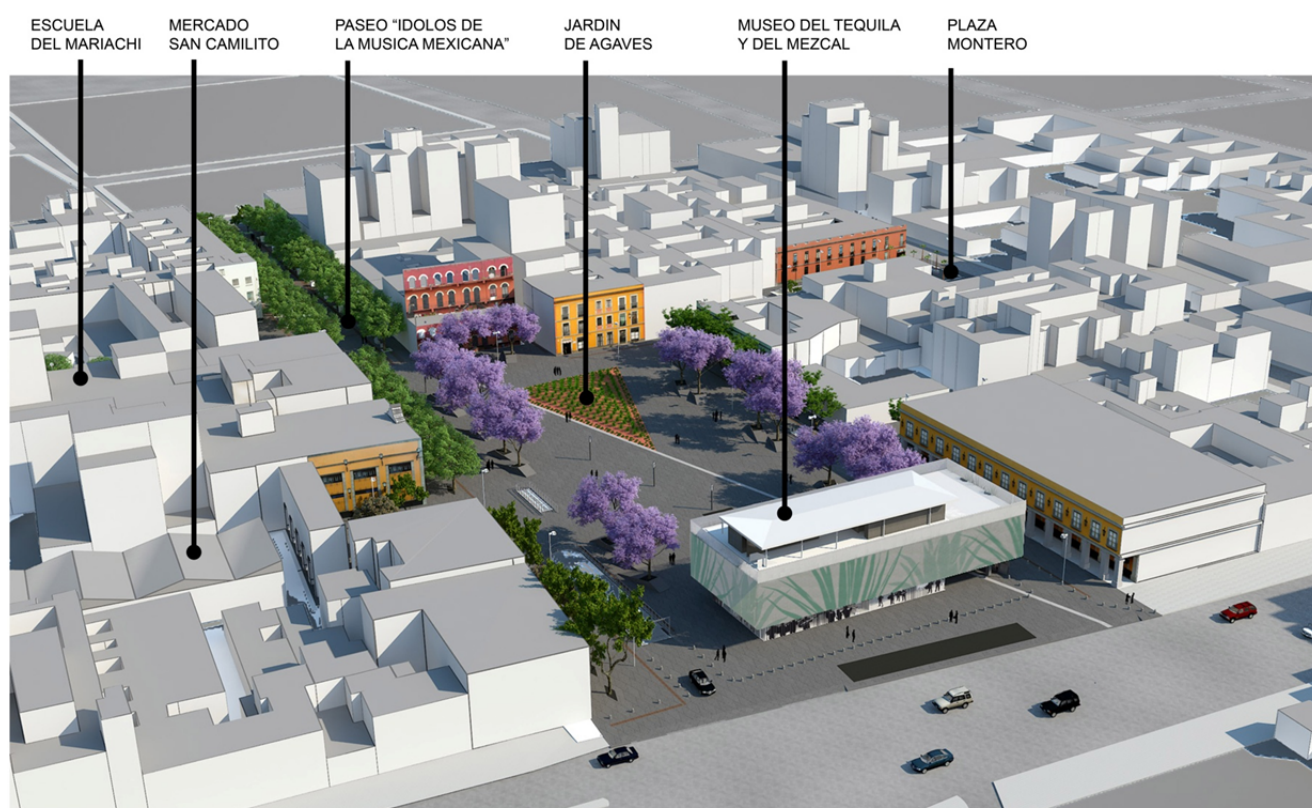 ESCUELA
DEL MARIACHI
MERCADO
SAN CAMILITO
PASEO “IDOLOS DE
LA MUSICA MEXICANA”
JARDIN
DE AGAVES
MUSEO DEL TEQUILA
Y DEL MEZCAL
PLAZA
MONTERO